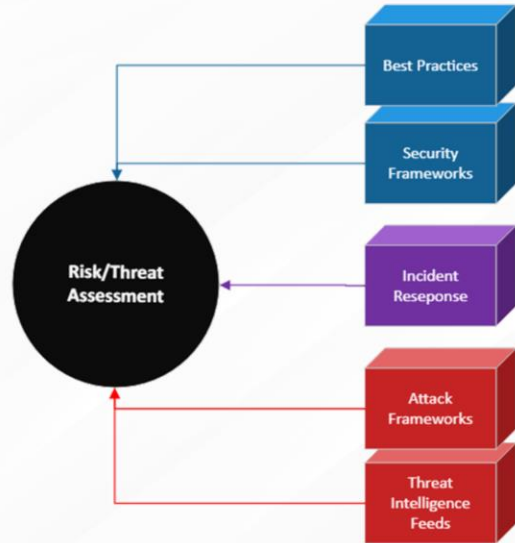 Best Practices
Security
Frameworks
Risk/Threat
Assessment
Incident
Reseponse
Attack
Frameworks
Threat
Intelligence
Feeds